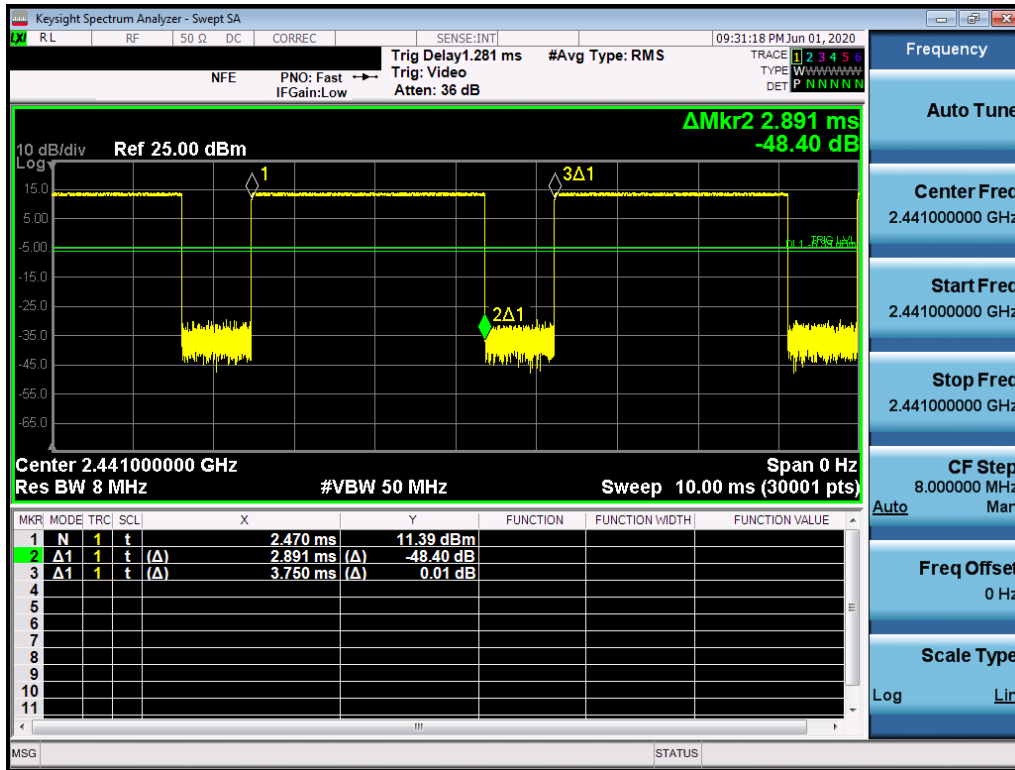 Keysight Spectrum Analyzer - Swept SA
LXI RL RF 50 Ω DC CORREC SENSE:INT 09:31:18 PM Jun 01, 2020
Trig Delay1.281 ms #Avg Type: RMS TRACE 1 2 3 4 5 6
NFE PNO: Fast Trig: Video TYPE WWWWWW
IFGain:Low Atten: 36 dB DET P N N N N N
ΔMkr2 2.891 ms
-48.40 dB
10 dB/div Ref 25.00 dBm
Log
1 3Δ1
15.0
5.00
-5.00 TRIG LVL
-15.0
-25.0
2Δ1
-35.0
-45.0
-55.0
-65.0
Center 2.441000000 GHz Span 0 Hz
Res BW 8 MHz #VBW 50 MHz Sweep 10.00 ms (30001 pts)
MKR MODE TRC SCL X Y FUNCTION FUNCTION WIDTH FUNCTION VALUE
1 N 1 t 2.470 ms 11.39 dBm
2 Δ1 1 t (Δ) 2.891 ms (Δ) -48.40 dB
3 Δ1 1 t (Δ) 3.750 ms (Δ) 0.01 dB
4
5
6
7
8
9
10
11
MSG STATUS
Frequency
Auto Tune
Center Freq
2.441000000 GHz
Start Freq
2.441000000 GHz
Stop Freq
2.441000000 GHz
CF Step
8.000000 MHz
Auto Man
Freq Offset
0 Hz
Scale Type
Log Lin